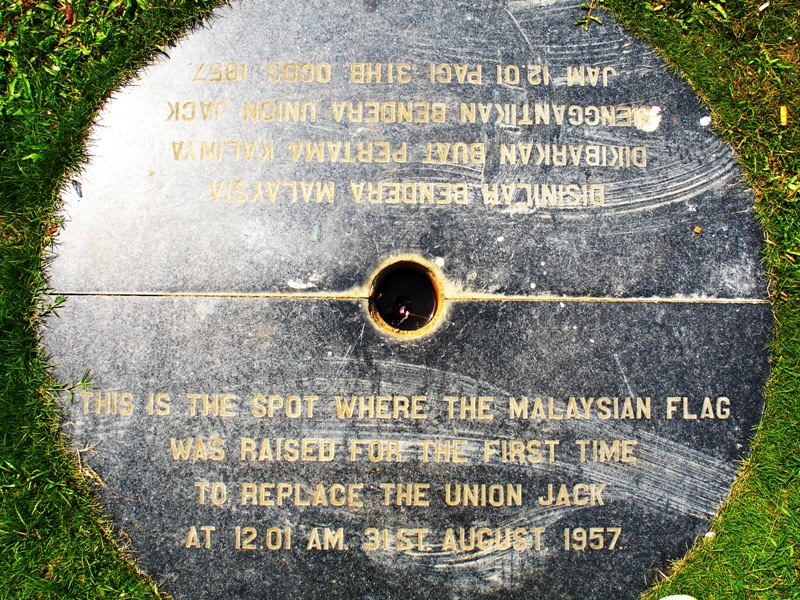 DISINILAH BENDERA MALAYSIA
DIKIBARKAN BUAT PERTAMA KALINYA
MENGGANTIKAN BENDERA UNION JACK
JAM 12.01 PAGI 31HB OGOS 1957
THIS IS THE SPOT WHERE THE MALAYSIAN FLAG
WAS RAISED FOR THE FIRST TIME
TO REPLACE THE UNION JACK
AT 12.01 AM. 31ST. AUGUST. 1957.